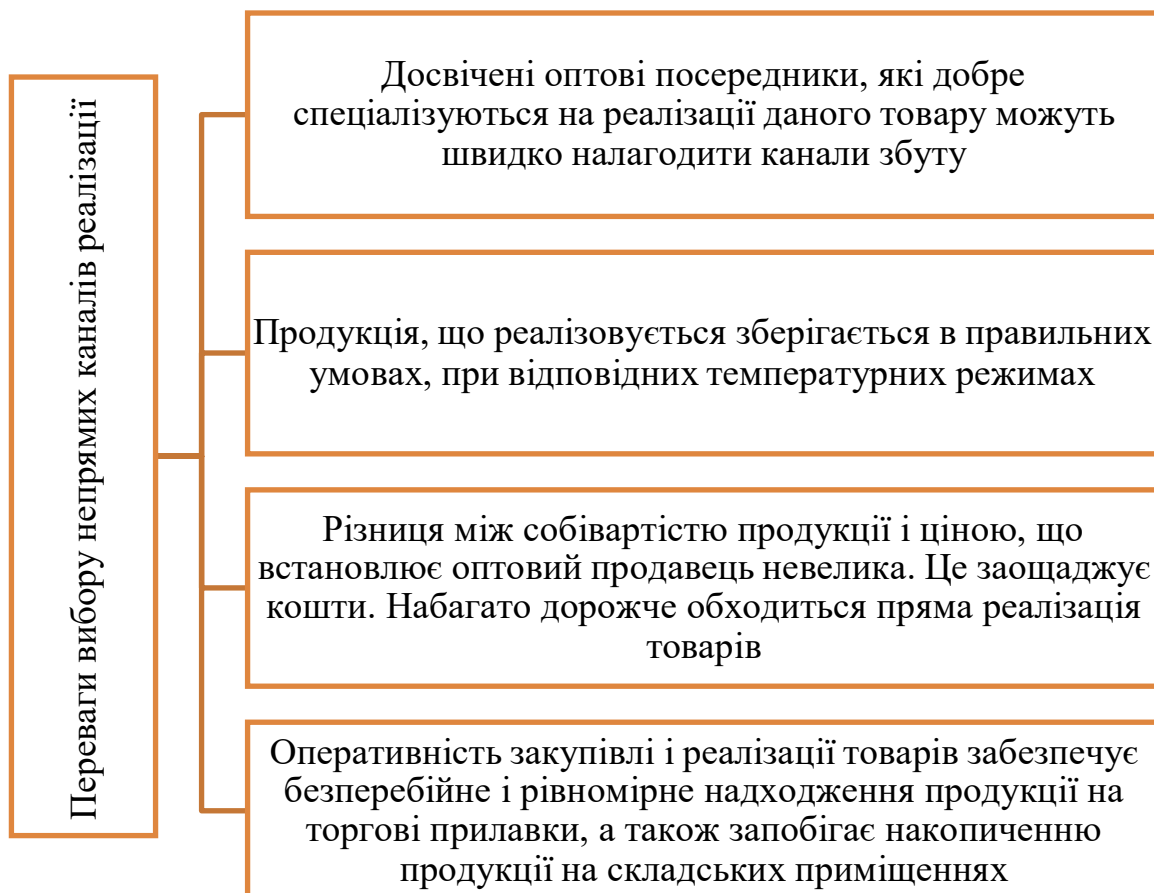 Переваги вибору непрямих каналів реалізації
Досвічені оптові посередники, які добре
спеціалізуються на реалізації даного товару можуть
швидко налагодити канали збуту
Продукція, що реалізовується зберігається в правильних
умовах, при відповідних температурних режимах
Різниця між собівартістю продукції і ціною, що
встановлює оптовий продавець невелика. Це заощаджує
кошти. Набагато дорожче обходиться пряма реалізація
товарів
Оперативність закупівлі і реалізації товарів забезпечує
безперебійне і рівномірне надходження продукції на
торгові прилавки, а також запобігає накопиченню
продукції на складських приміщеннях